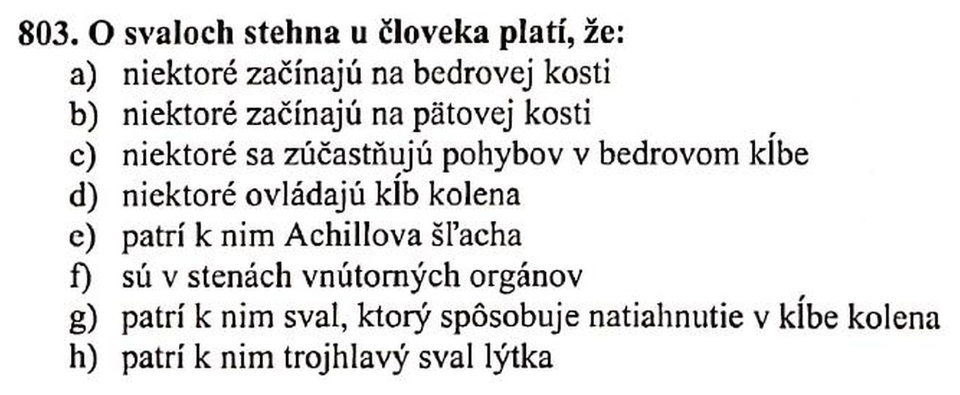 803. O svaloch stehna u človeka platí, že:
a) niektoré začínajú na bedrovej kosti
b) niektoré začínajú na pätovej kosti
c) niektoré sa zúčastňujú pohybov v bedrovom kĺbe
d) niektoré ovládajú kĺb kolena
e) patrí k nim Achillova šľacha
f) sú v stenách vnútorných orgánov
g) patrí k nim sval, ktorý spôsobuje natiahnutie v kĺbe kolena
h) patrí k nim trojhlavý sval lýtka